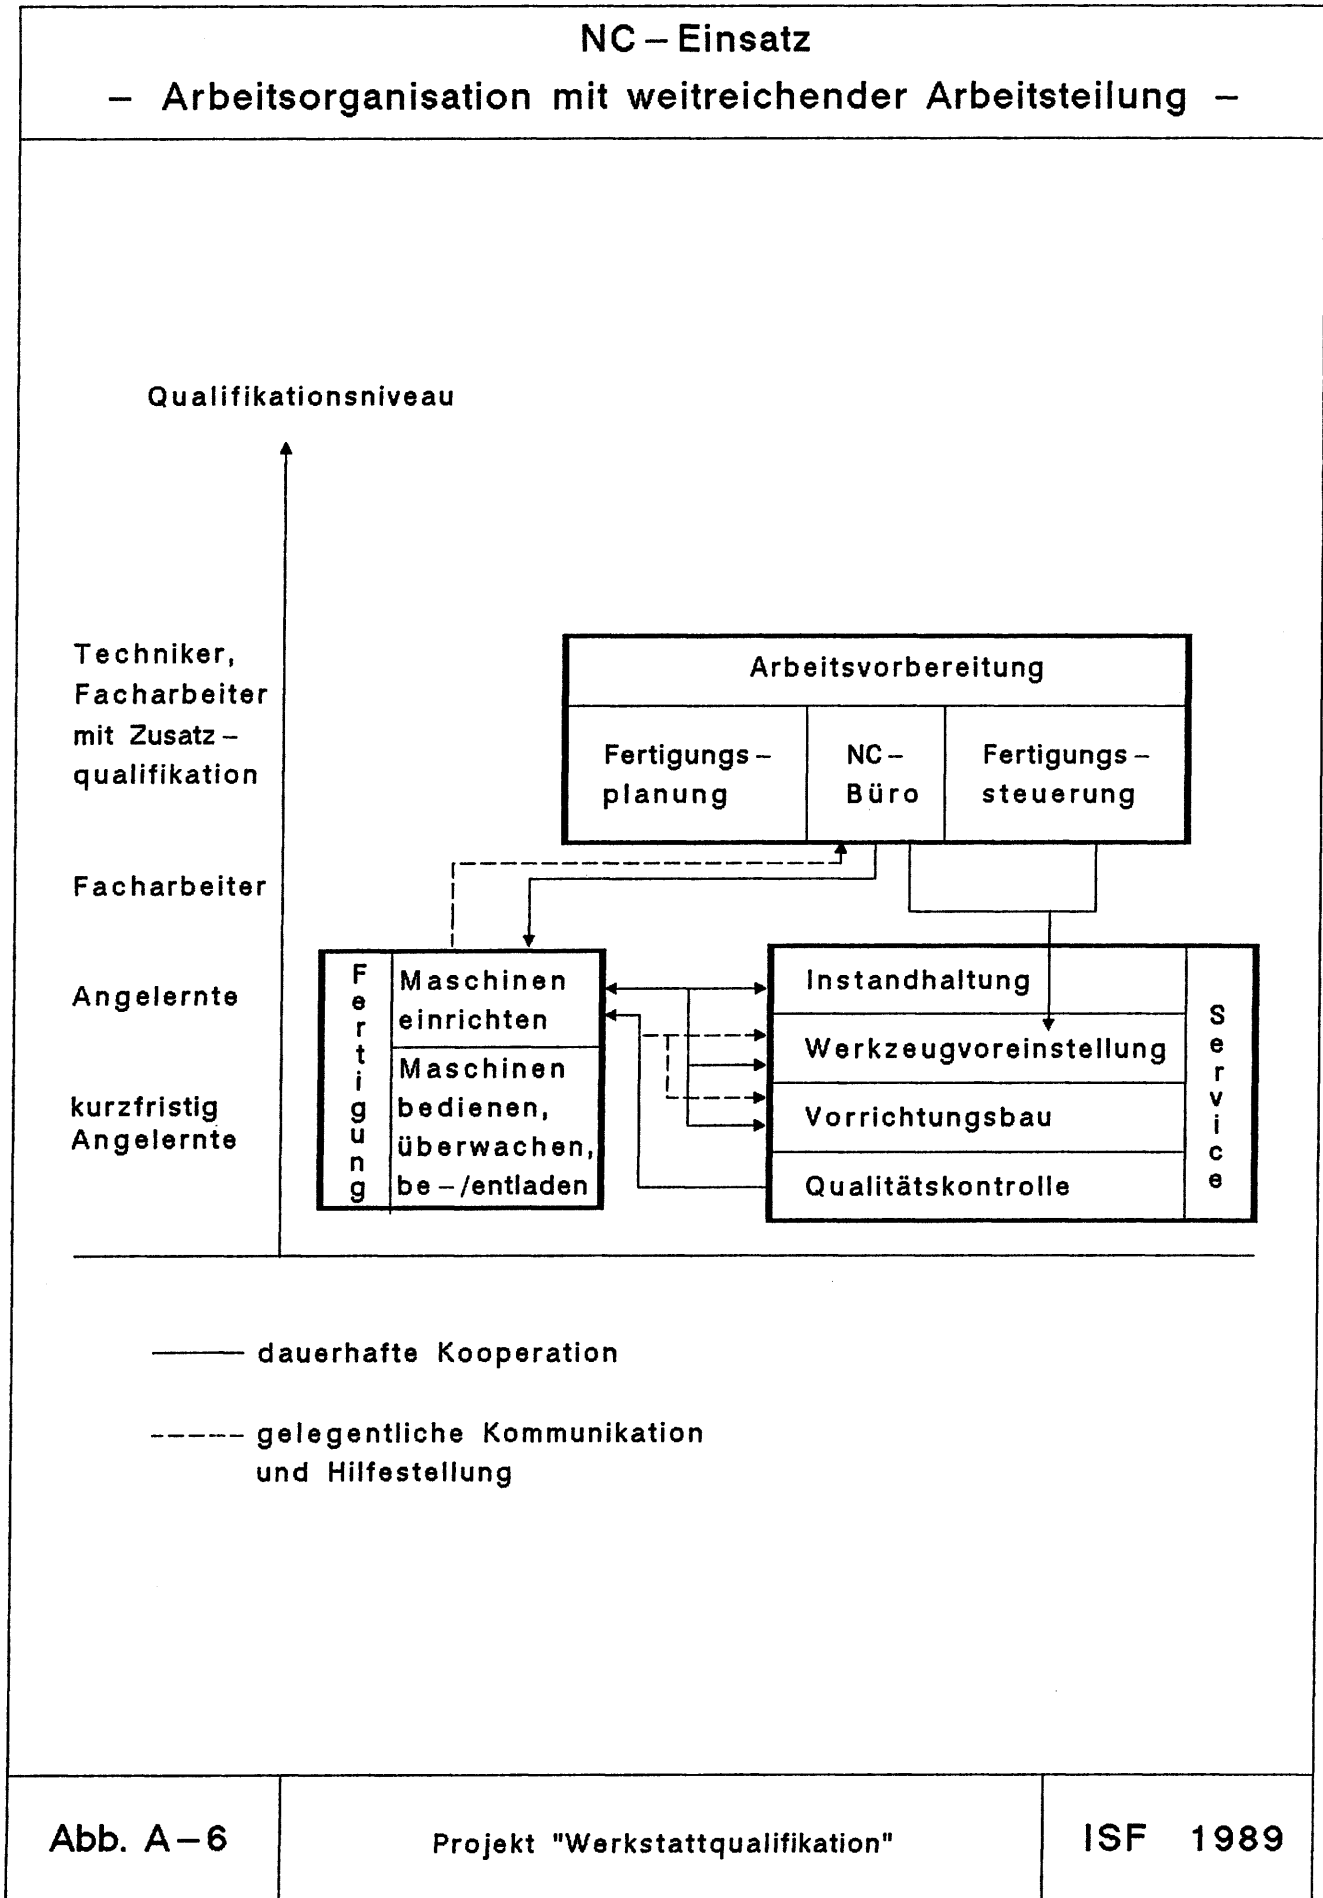 NC – Einsatz
– Arbeitsorganisation mit weitreichender Arbeitsteilung –
Qualifikationsniveau
Techniker,
Facharbeiter
mit Zusatz –
qualifikation
Facharbeiter
Angelernte
kurzfristig
Angelernte
Arbeitsvorbereitung
Fertigungs –
planung
NC –
Büro
Fertigungs –
steuerung
Fertigung
Maschinen
einrichten
Maschinen
bedienen,
überwachen,
be – /entladen
Instandhaltung
Werkzeugvoreinstellung
Vorrichtungsbau
Qualitätskontrolle
Service
dauerhafte Kooperation
gelegentliche Kommunikation
und Hilfestellung
Abb. A – 6
Projekt "Werkstattqualifikation"
ISF 1989